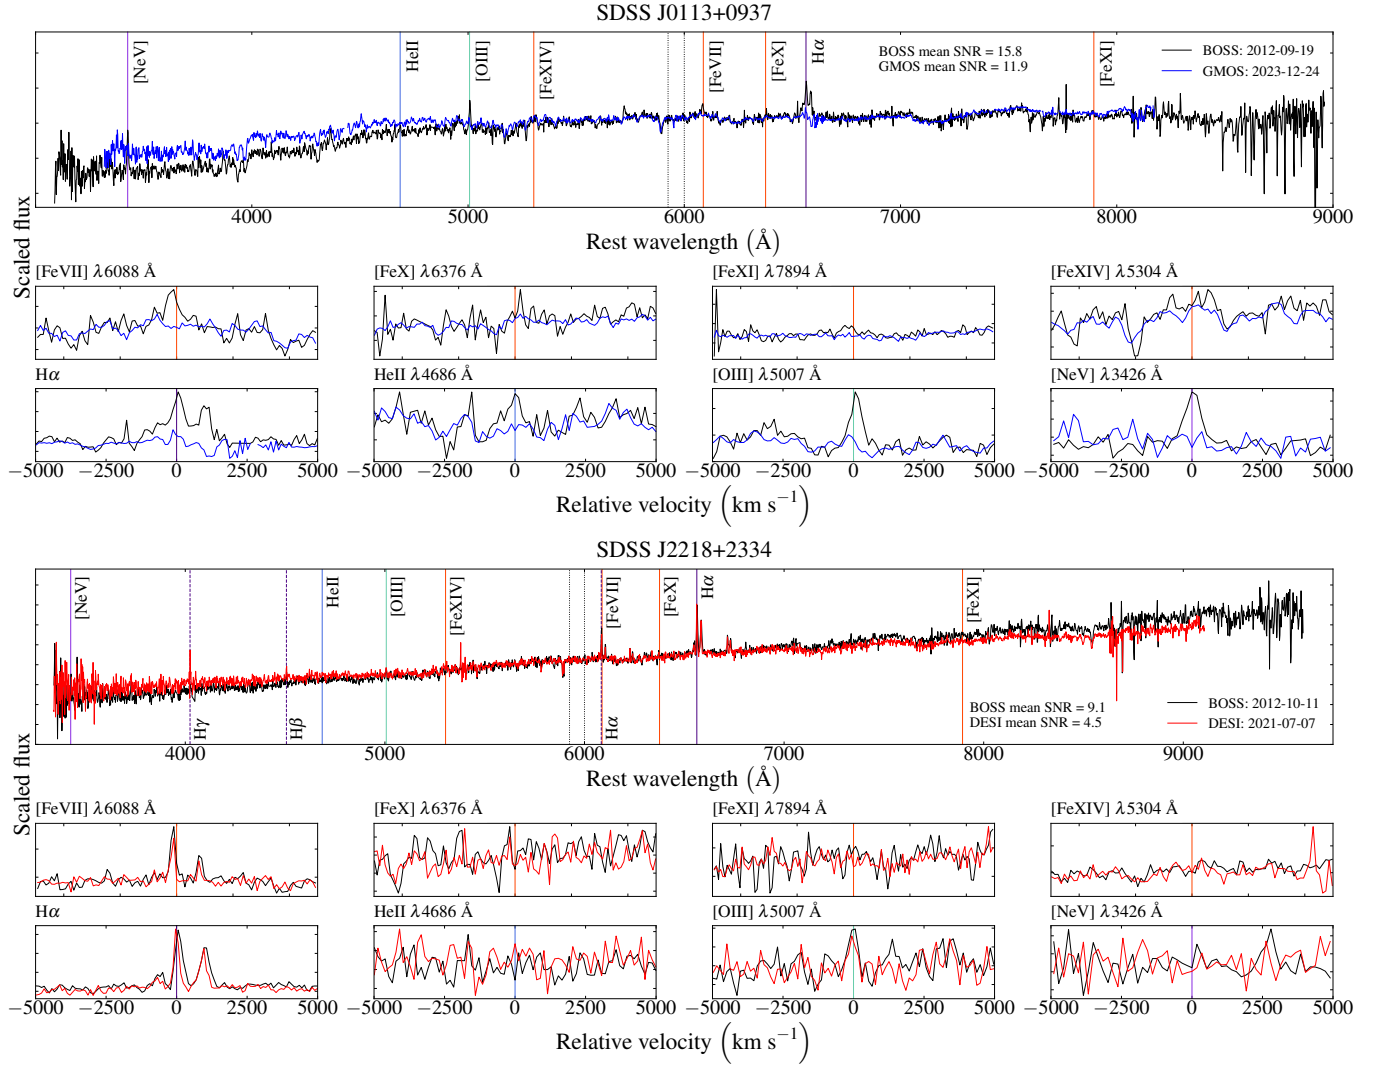 SDSS J0113+0937
[NeV]
HeII
[OIII]
[FeXIV]
[FeVII]
[FeX]
Hα
[FeXI]
BOSS mean SNR = 15.8
GMOS mean SNR = 11.9
BOSS: 2012-09-19
GMOS: 2023-12-24
4000 5000 6000 7000 8000 9000
Rest wavelength (Å)
Scaled flux
[FeVII] λ6088 Å
[FeX] λ6376 Å
[FeXI] λ7894 Å
[FeXIV] λ5304 Å
Hα
HeII λ4686 Å
[OIII] λ5007 Å
[NeV] λ3426 Å
−5000 −2500 0 2500 5000
−5000 −2500 0 2500 5000
−5000 −2500 0 2500 5000
−5000 −2500 0 2500 5000
Relative velocity (km s⁻¹)
SDSS J2218+2334
[NeV]
Hγ
Hβ
HeII
[OIII]
[FeXIV]
[FeVII]
Hα
[FeX]
Hα
[FeXI]
BOSS mean SNR = 9.1
DESI mean SNR = 4.5
BOSS: 2012-10-11
DESI: 2021-07-07
4000 5000 6000 7000 8000 9000
Rest wavelength (Å)
Scaled flux
[FeVII] λ6088 Å
[FeX] λ6376 Å
[FeXI] λ7894 Å
[FeXIV] λ5304 Å
Hα
HeII λ4686 Å
[OIII] λ5007 Å
[NeV] λ3426 Å
−5000 −2500 0 2500 5000
−5000 −2500 0 2500 5000
−5000 −2500 0 2500 5000
−5000 −2500 0 2500 5000
Relative velocity (km s⁻¹)